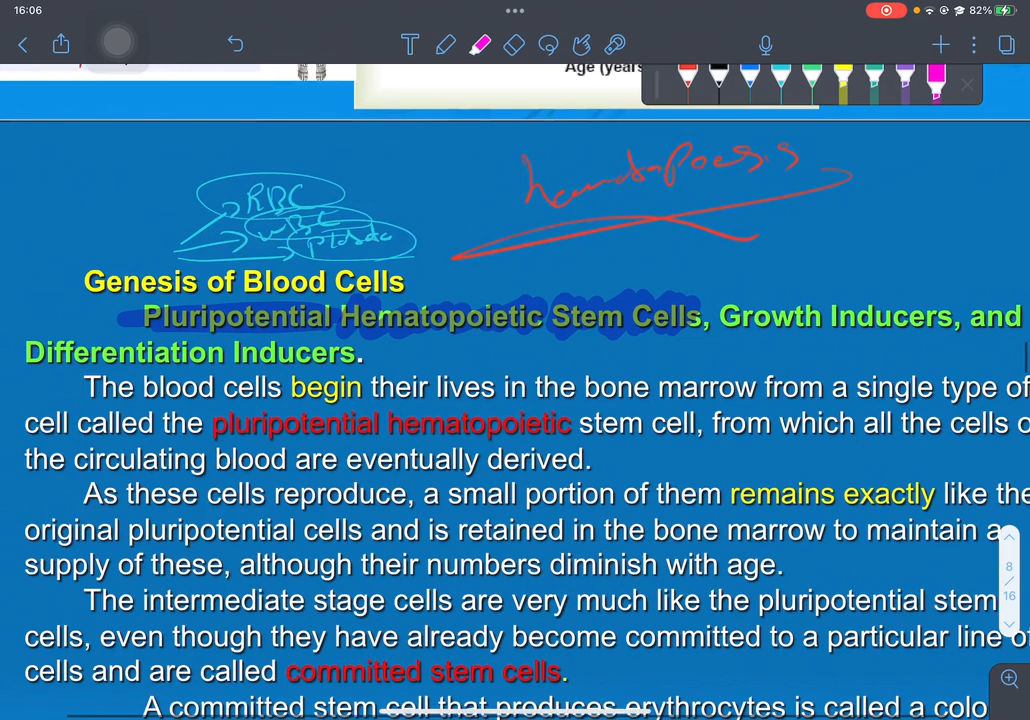 16:06
82%
T
Age (years
hematopoesis
RBC
WBC
Genesis of Blood Cells
Pluripotential Hematopoietic Stem Cells, Growth Inducers, and
Differentiation Inducers.
The blood cells begin their lives in the bone marrow from a single type of
cell called the pluripotential hematopoietic stem cell, from which all the cells o
the circulating blood are eventually derived.
As these cells reproduce, a small portion of them remains exactly like the
original pluripotential cells and is retained in the bone marrow to maintain a
supply of these, although their numbers diminish with age.
8
/
16
The intermediate stage cells are very much like the pluripotential stem
cells, even though they have already become committed to a particular line o
cells and are called committed stem cells.
A committed stem cell that produces erythrocytes is called a colo